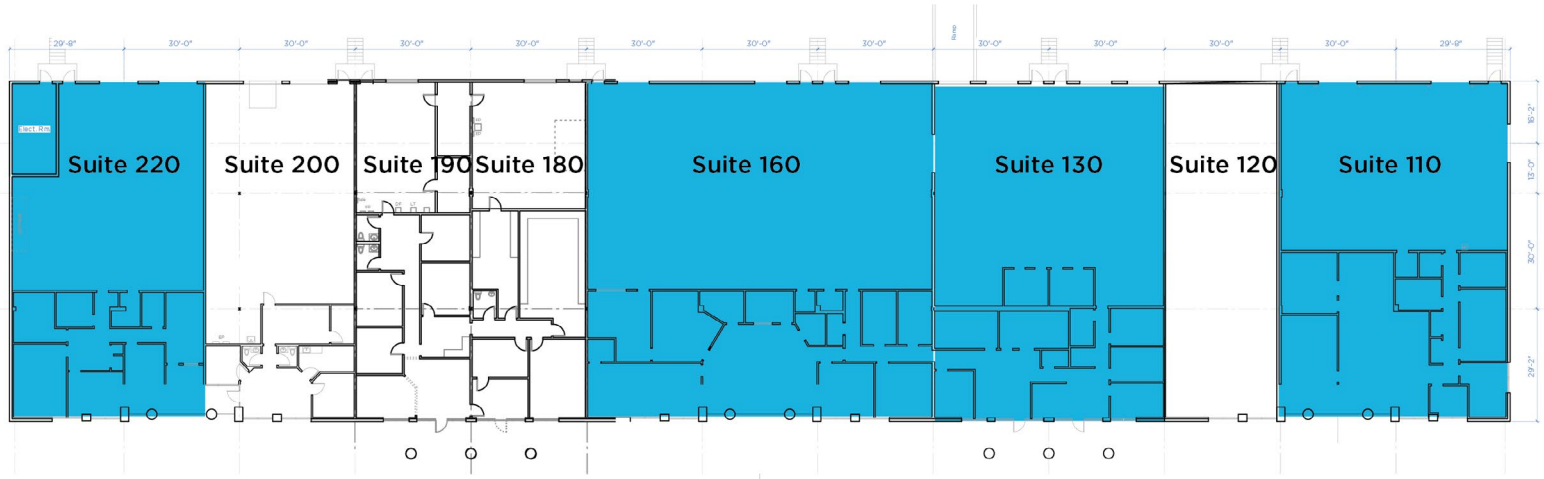 Ramp
29'-8"
30'-0"
30'-0"
30'-0"
30'-0"
30'-0"
30'-0"
30'-0"
30'-0"
30'-0"
30'-0"
30'-0"
29'-8"
Elect. Rm
Suite 220
Suite 200
Suite 190
Suite 180
Suite 160
Suite 130
Suite 120
Suite 110
16'-2"
13'-0"
30'-0"
29'-2"